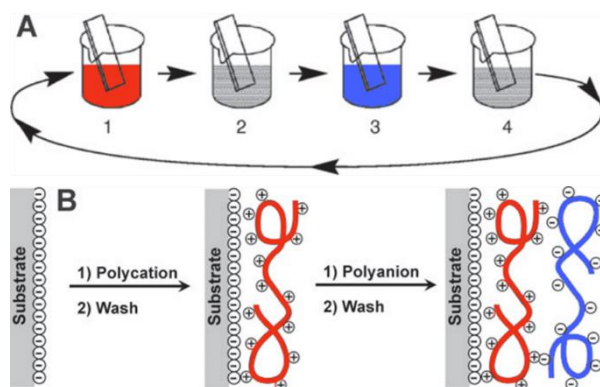 A
1 2 3 4
B
Substrate
1) Polycation
2) Wash
Substrate
1) Polyanion
2) Wash
Substrate